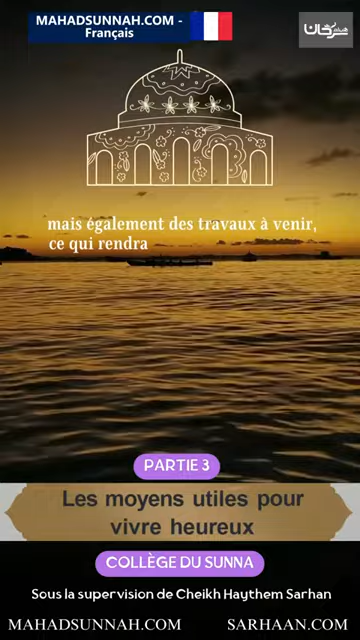 MAHADSUNNAH.COM -
Français
سرحان
mais également des travaux à venir,
ce qui rendra
PARTIE 3
Les moyens utiles pour
vivre heureux
COLLÈGE DU SUNNA
Sous la supervision de Cheikh Haythem Sarhan
MAHADSUNNAH.COM SARHAAN.COM